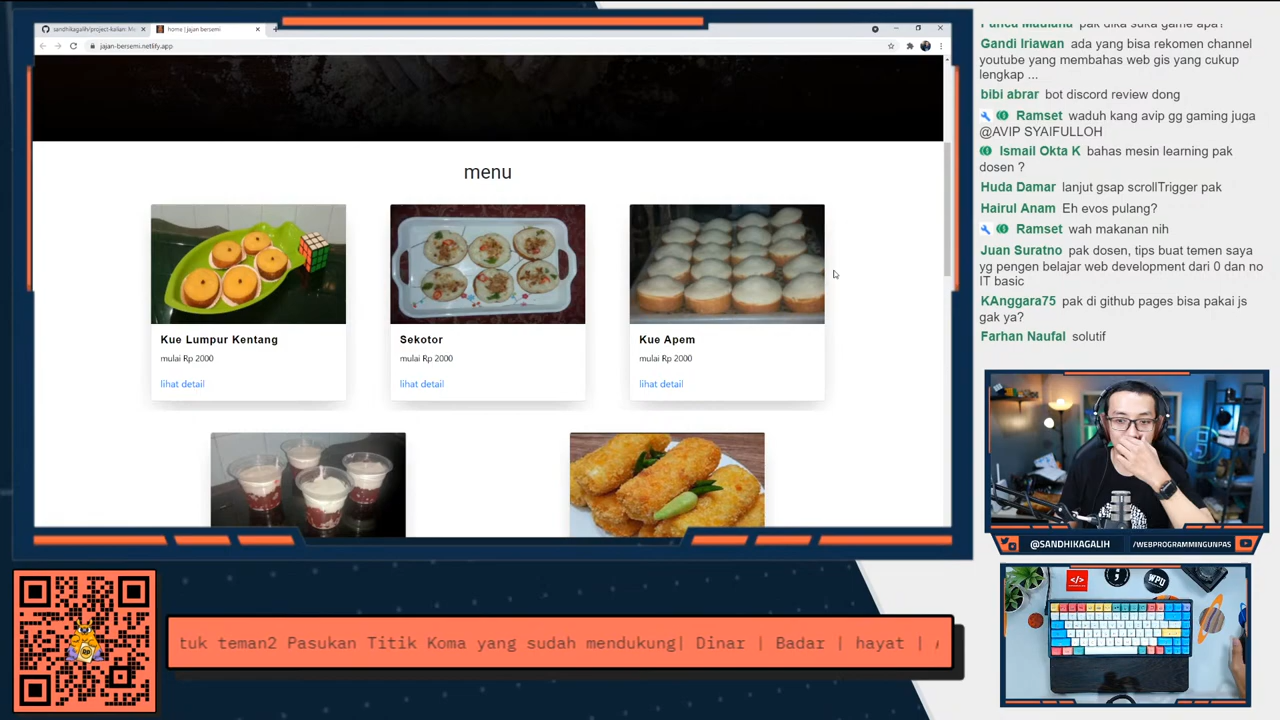 sandhikagalih/project-kalian: Me
home | jajan bersemi
jajan-bersemi.netlify.app
menu
Kue Lumpur Kentang
mulai Rp 2000
lihat detail
Sekotor
mulai Rp 2000
lihat detail
Kue Apem
mulai Rp 2000
lihat detail
pak dika suka game apa?
Gandi Iriawan ada yang bisa rekomen channel
youtube yang membahas web gis yang cukup
lengkap ...
bibi abrar bot discord review dong
Ramset waduh kang avip gg gaming juga
@AVIP SYAIFULLOH
Ismail Okta K bahas mesin learning pak
dosen ?
Huda Damar lanjut gsap scrollTrigger pak
Hairul Anam Eh evos pulang?
Ramset wah makanan nih
Juan Suratno pak dosen, tips buat temen saya
yg pengen belajar web development dari 0 dan no
IT basic
KAnggara75 pak di github pages bisa pakai js
gak ya?
Farhan Naufal solutif
@SANDHIKAGALIH
/WEBPROGRAMMINGUNPAS
WPU
tuk teman2 Pasukan Titik Koma yang sudah mendukung| Dinar | Badar | hayat |